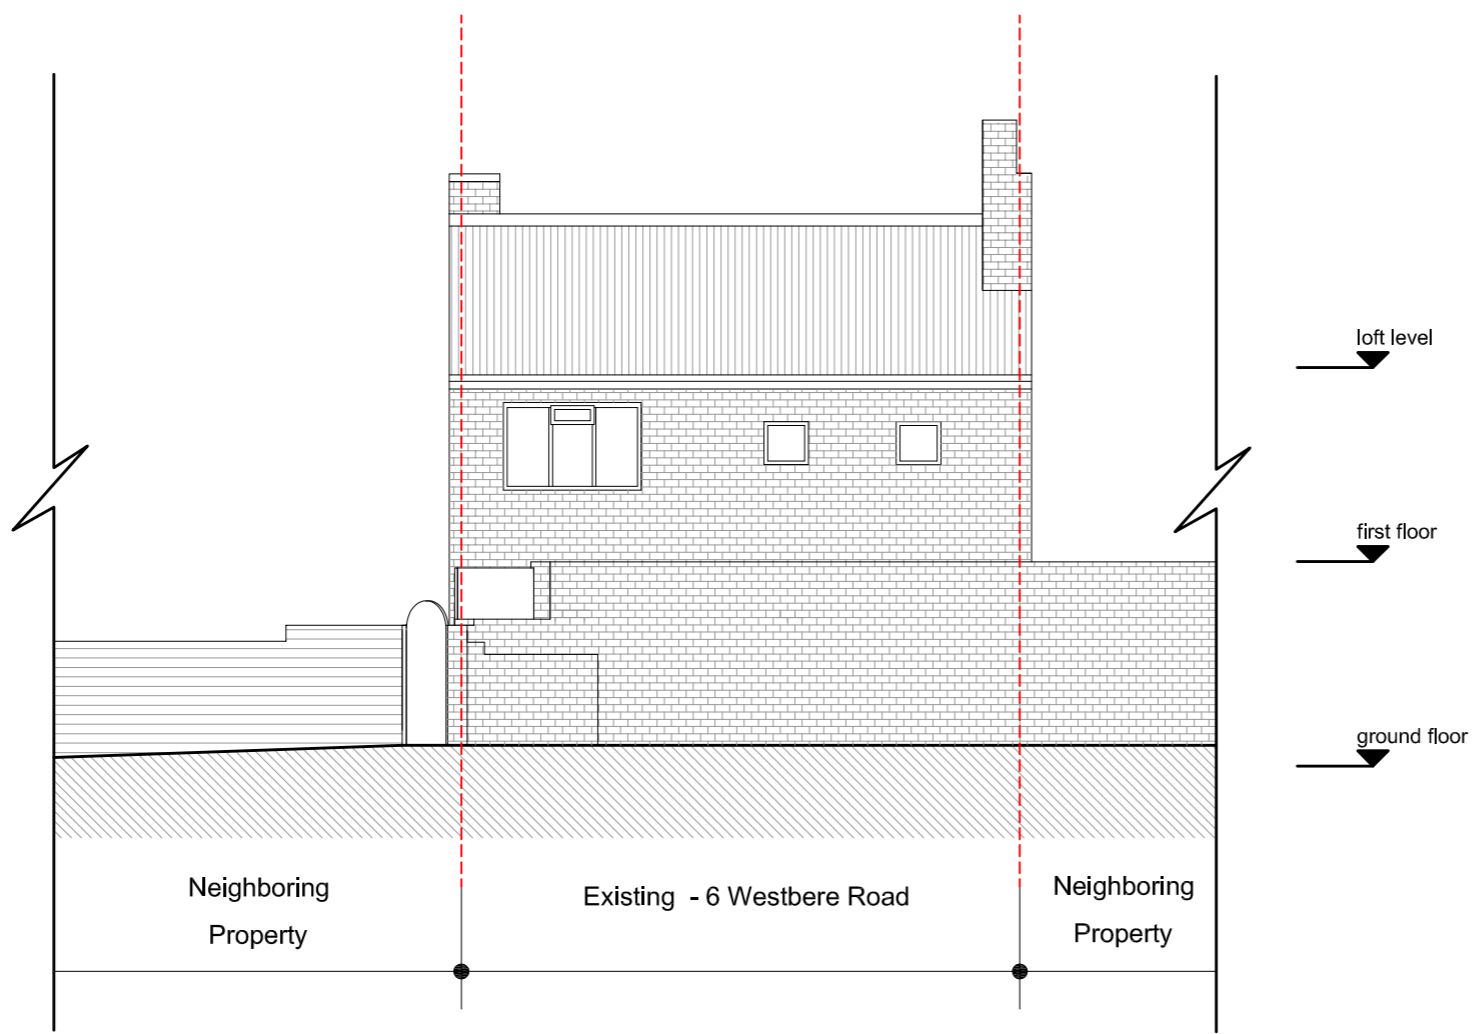 loft level
first floor
ground floor
Neighboring
Property
Existing - 6 Westbere Road
Neighboring
Property